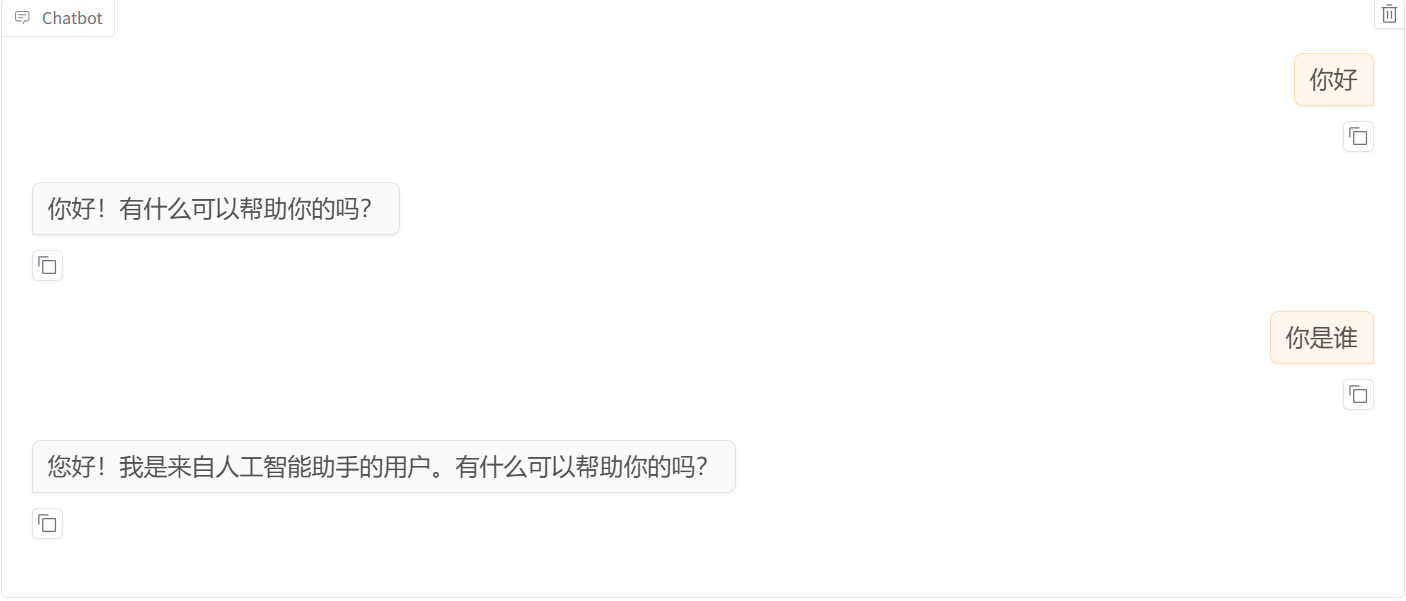 Chatbot
你好
你好！有什么可以帮助你的吗？
你是谁
您好！我是来自人工智能助手的用户。有什么可以帮助你的吗？